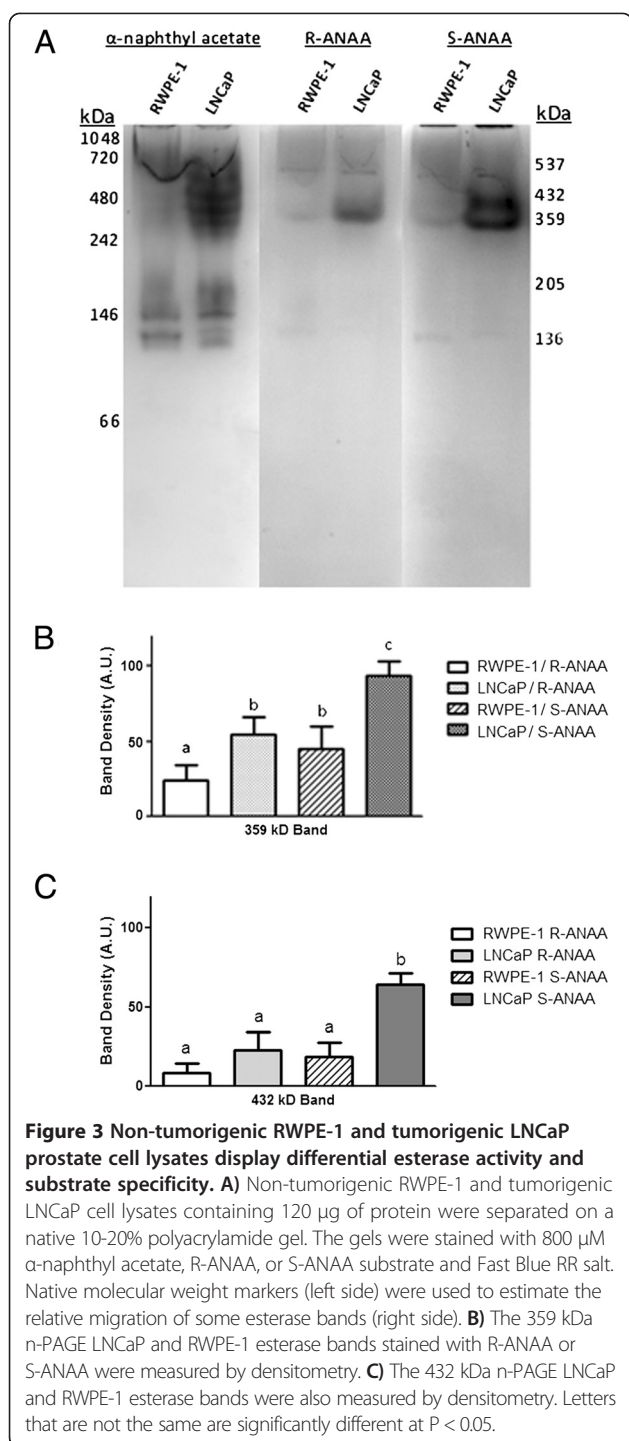 A
α-naphthyl acetate R-ANAA S-ANAA
RWPE-1 LNCaP RWPE-1 LNCaP RWPE-1 LNCaP
kDa kDa
1048
720
480
242
146
66
537
432
359
205
136
B
Band Density (A.U.)
100
50
0
a b b c
359 kD Band
RWPE-1/ R-ANAA
LNCaP/ R-ANAA
RWPE-1/ S-ANAA
LNCaP/ S-ANAA
C
Band Density (A.U.)
100
50
0
a a a b
432 kD Band
RWPE-1 R-ANAA
LNCaP R-ANAA
RWPE-1 S-ANAA
LNCaP S-ANAA
Figure 3 Non-tumorigenic RWPE-1 and tumorigenic LNCaP
prostate cell lysates display differential esterase activity and
substrate specificity. A) Non-tumorigenic RWPE-1 and tumorigenic
LNCaP cell lysates containing 120 μg of protein were separated on a
native 10-20% polyacrylamide gel. The gels were stained with 800 μM
α-naphthyl acetate, R-ANAA, or S-ANAA substrate and Fast Blue RR salt.
Native molecular weight markers (left side) were used to estimate the
relative migration of some esterase bands (right side). B) The 359 kDa
n-PAGE LNCaP and RWPE-1 esterase bands stained with R-ANAA or
S-ANAA were measured by densitometry. C) The 432 kDa n-PAGE LNCaP
and RWPE-1 esterase bands were also measured by densitometry. Letters
that are not the same are significantly different at P < 0.05.